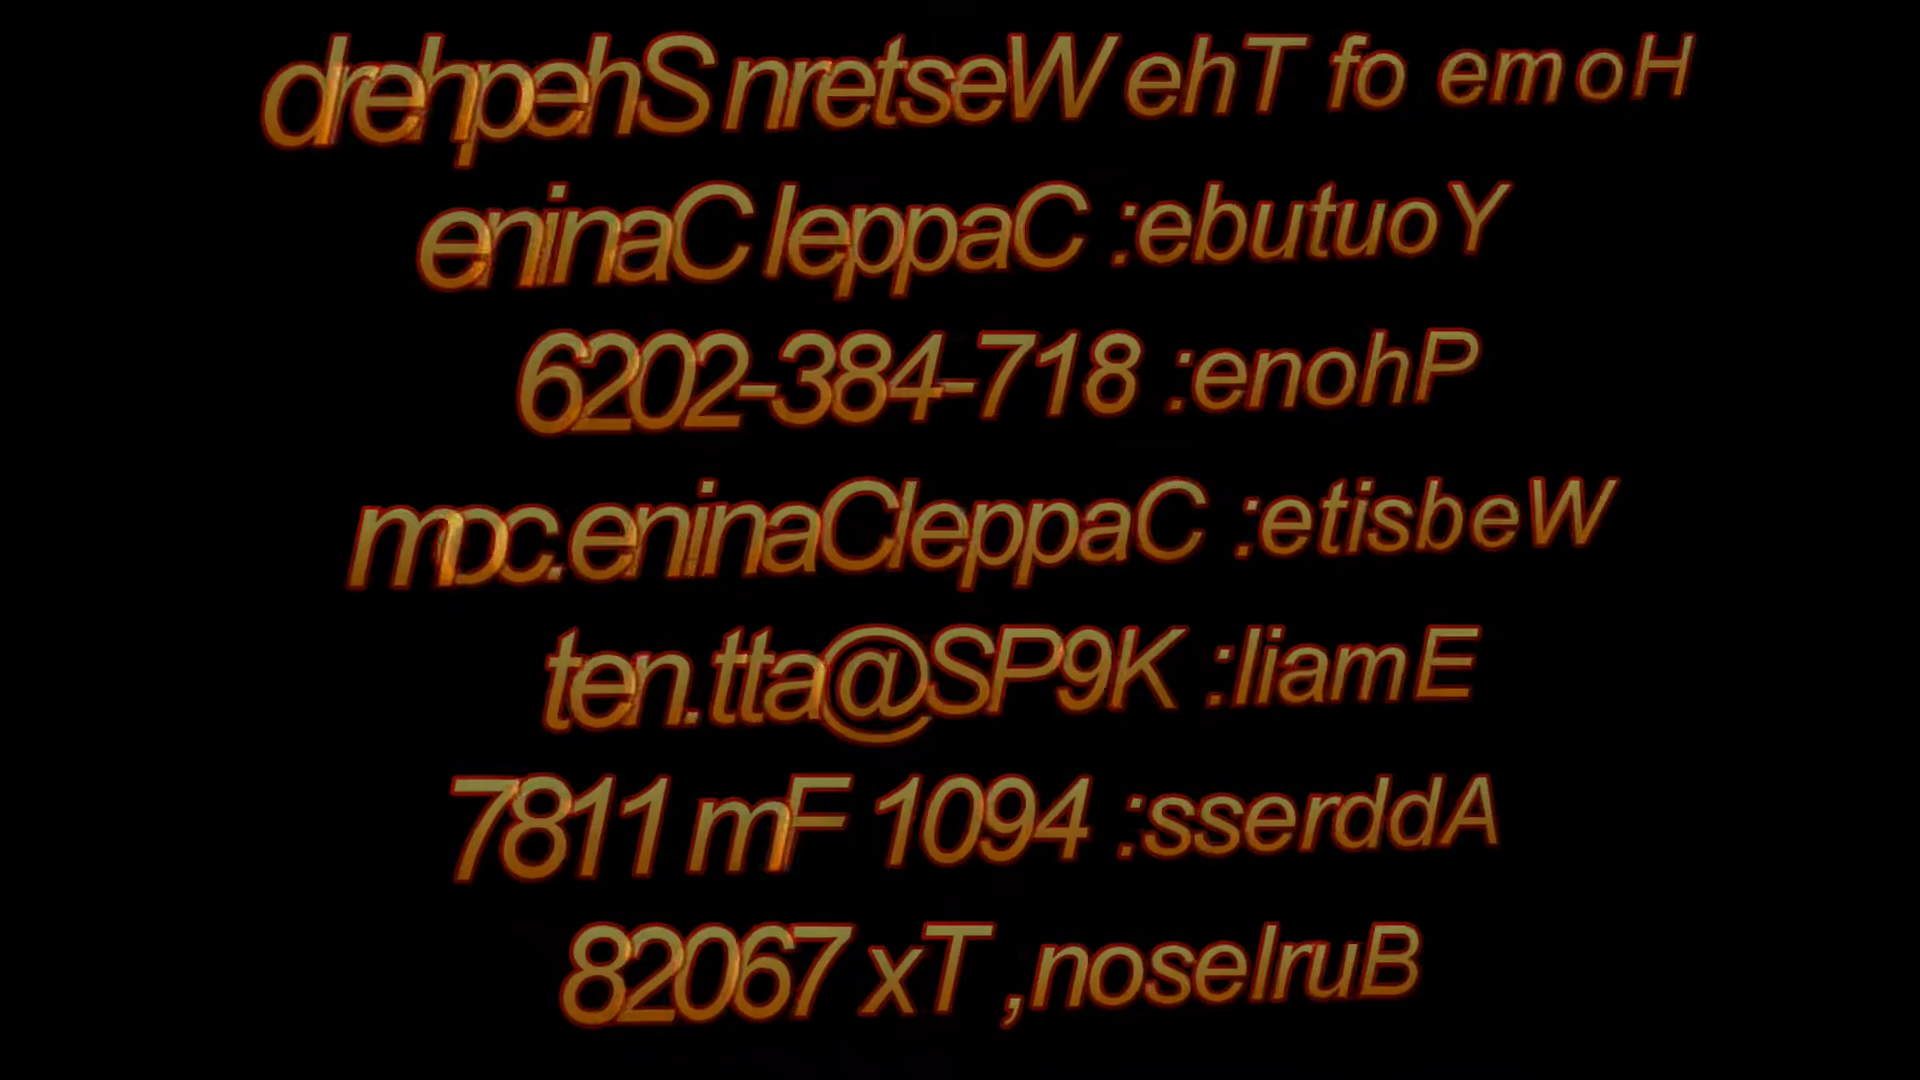 drehpehS nretseW ehT fo emoH
eninaC leppaC :ebutuoY
6202-384-718 :enohP
moc.eninaCleppaC :etisbeW
ten.tta@SP9K :liamE
7811 mF 1094 :sserddA
82067 xT ,noselruB